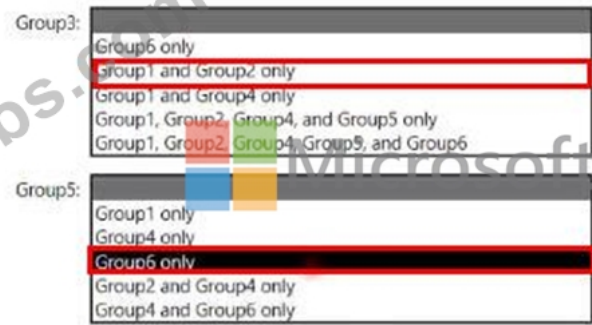 Group3:
Group6 only
Group1 and Group2 only
Group1 and Group4 only
Group1, Group2, Group4, and Group5 only
Group1, Group2, Group4, Group5, and Group6
Microsoft
Group5:
Group1 only
Group4 only
Group6 only
Group2 and Group4 only
Group4 and Group6 only